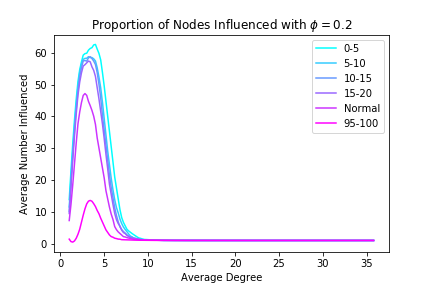 Proportion of Nodes Influenced with ϕ = 0.2
Average Number Influenced
60
50
40
30
20
10
0
0-5
5-10
10-15
15-20
Normal
95-100
0 5 10 15 20 25 30 35
Average Degree